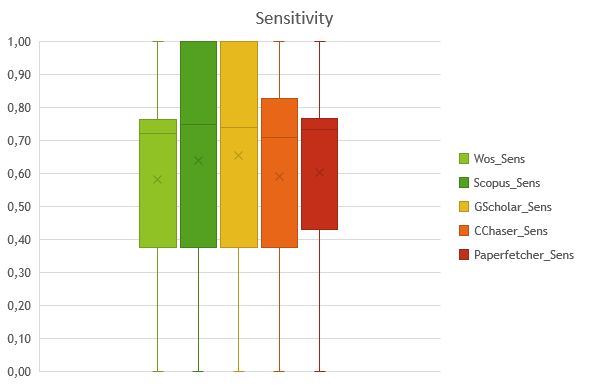 Sensitivity
1,00
0,90
0,80
0,70
0,60
0,50
0,40
0,30
0,20
0,10
0,00
Wos_Sens
Scopus_Sens
GScholar_Sens
CChaser_Sens
Paperfetcher_Sens